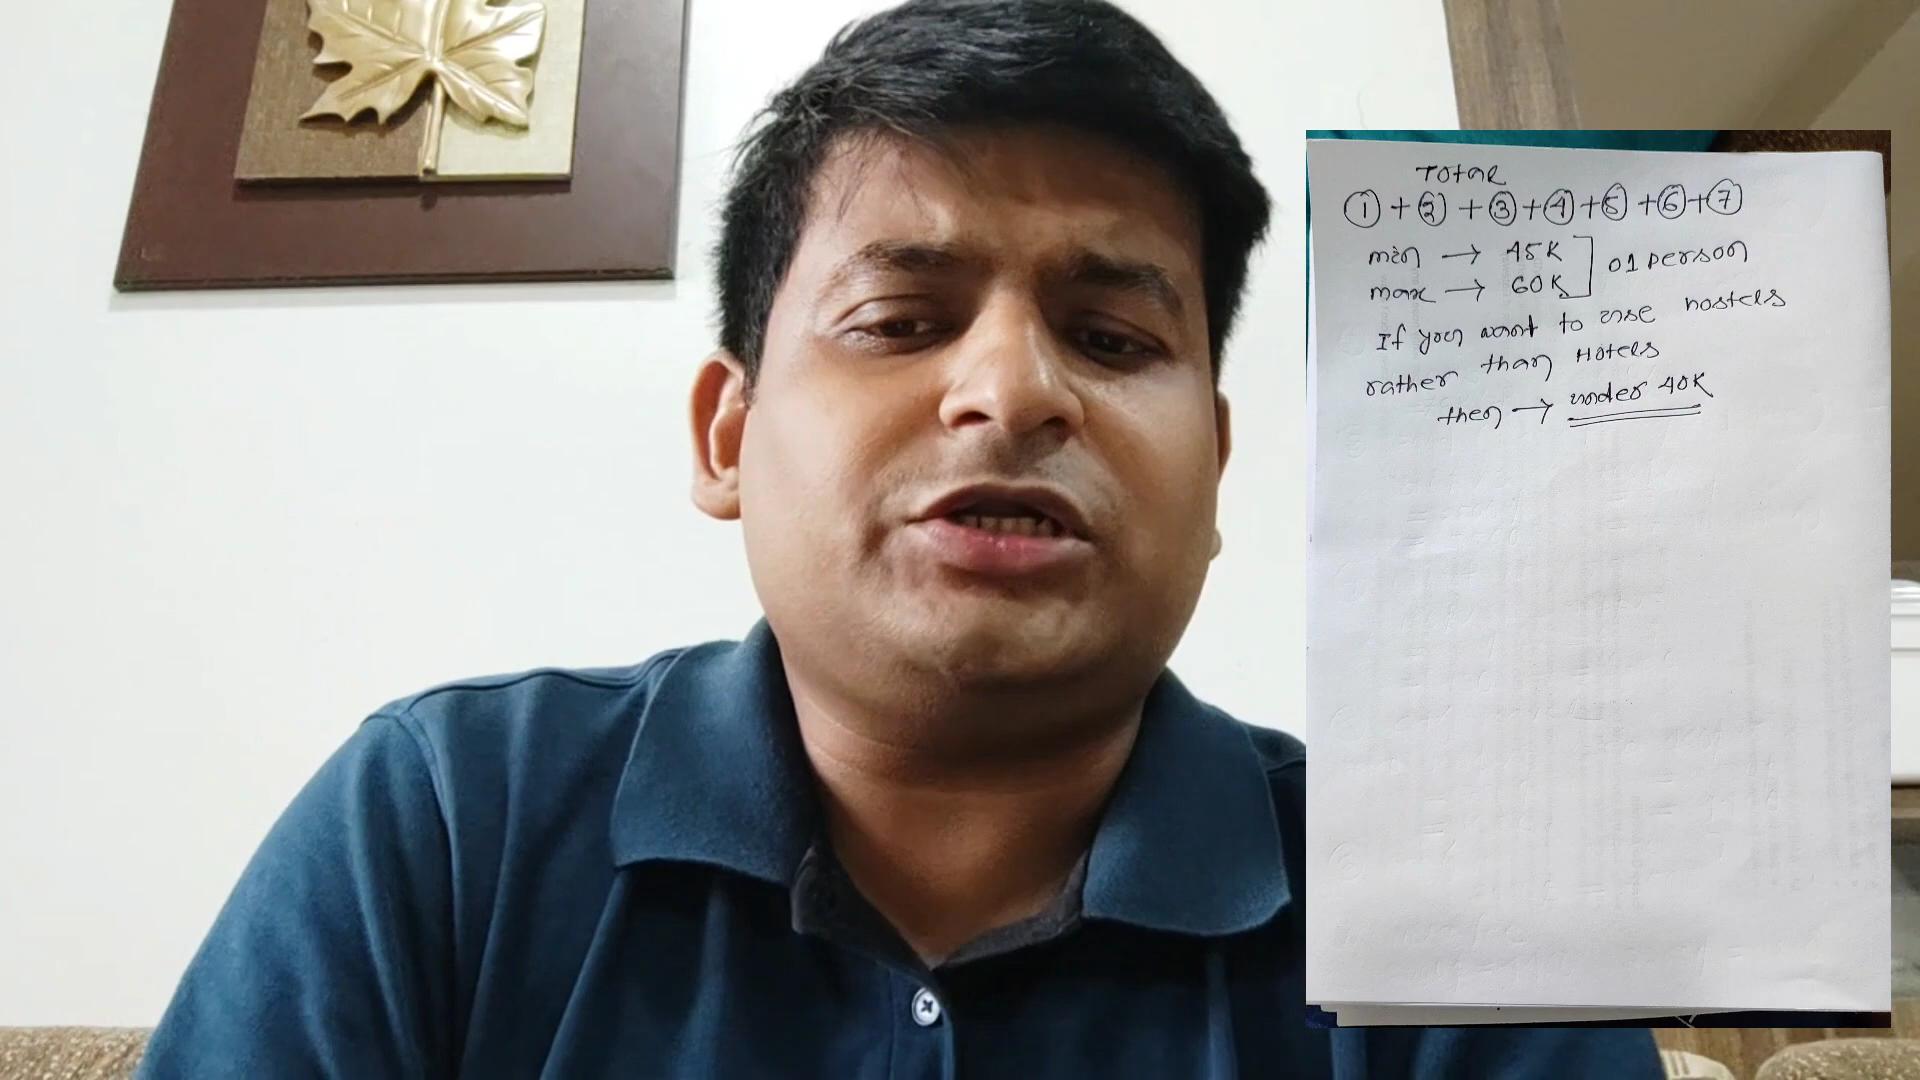 Total
① + ② + ③ + ④ + ⑤ + ⑥ + ⑦
min → 45K
max → 60K ] 01 person
If you want to use hostels
rather than Hotels
then → under 40K